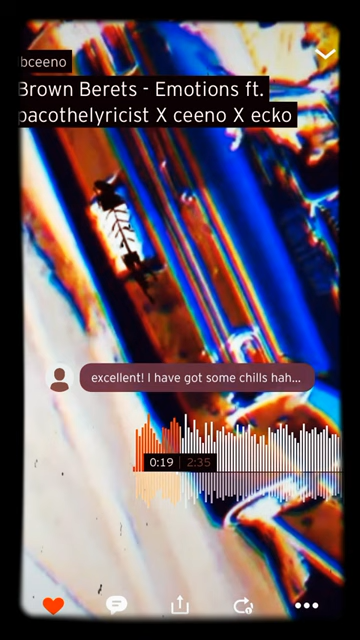 bceeno
Brown Berets - Emotions ft.
pacothelyricist X ceeno X ecko
excellent! I have got some chills hah...
0:19 | 2:35